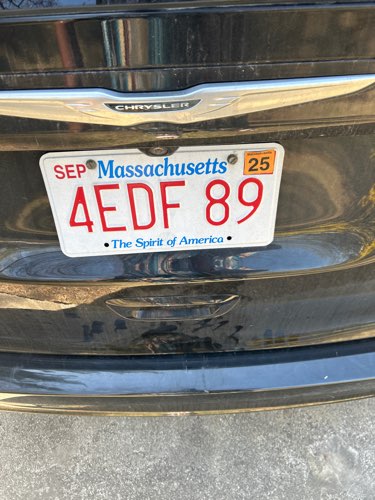 CHRYSLER
SEP Massachusetts 25
4EDF 89
The Spirit of America